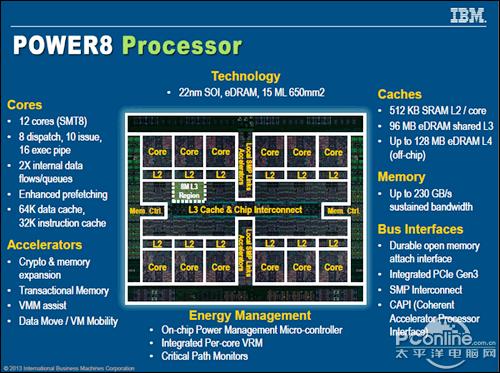 IBM
POWER8 Processor
Technology
• 22nm SOI, eDRAM, 15 ML 650mm2
Cores
• 12 cores (SMT8)
• 8 dispatch, 10 issue,
16 exec pipe
• 2X internal data
flows/queues
• Enhanced prefetching
• 64K data cache,
32K instruction cache
Accelerators
• Crypto & memory
expansion
• Transactional Memory
• VMM assist
• Data Move / VM Mobility
Core Core Core Core Core Core
L2 L2 L2 L2 L2 L2
Local SMP Links
Accelerators
8M L3
Region
Mem. Ctrl. L3 Cache & Chip Interconnect Mem. Ctrl.
L2 L2 L2 L2 L2 L2
Core Core Core Core Core Core
Local SMP Links
Accelerators
Energy Management
• On-chip Power Management Micro-controller
• Integrated Per-core VRM
• Critical Path Monitors
Caches
• 512 KB SRAM L2 / core
• 96 MB eDRAM shared L3
• Up to 128 MB eDRAM L4
(off-chip)
Memory
• Up to 230 GB/s
sustained bandwidth
Bus Interfaces
• Durable open memory
attach interface
• Integrated PCIe Gen3
• SMP Interconnect
• CAPI (Coherent
Accelerator Processor
Interface)
PConline
.com.cn
太平洋电脑网
© 2013 International Business Machines Corporation